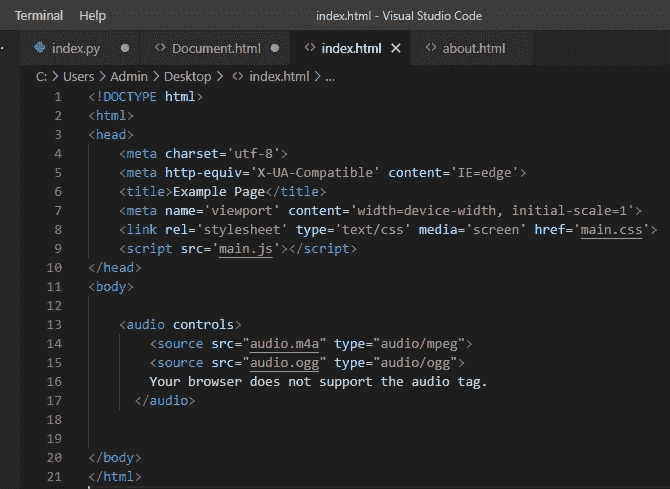 Terminal Help index.html - Visual Studio Code
index.py Document.html index.html about.html
C: > Users > Admin > Desktop > index.html > ...
1 <!DOCTYPE html>
2 <html>
3 <head>
4 <meta charset='utf-8'>
5 <meta http-equiv='X-UA-Compatible' content='IE=edge'>
6 <title>Example Page</title>
7 <meta name='viewport' content='width=device-width, initial-scale=1'>
8 <link rel='stylesheet' type='text/css' media='screen' href='main.css'>
9 <script src='main.js'></script>
10 </head>
11 <body>
12
13 <audio controls>
14 <source src="audio.m4a" type="audio/mpeg">
15 <source src="audio.ogg" type="audio/ogg">
16 Your browser does not support the audio tag.
17 </audio>
18
19
20 </body>
21 </html>